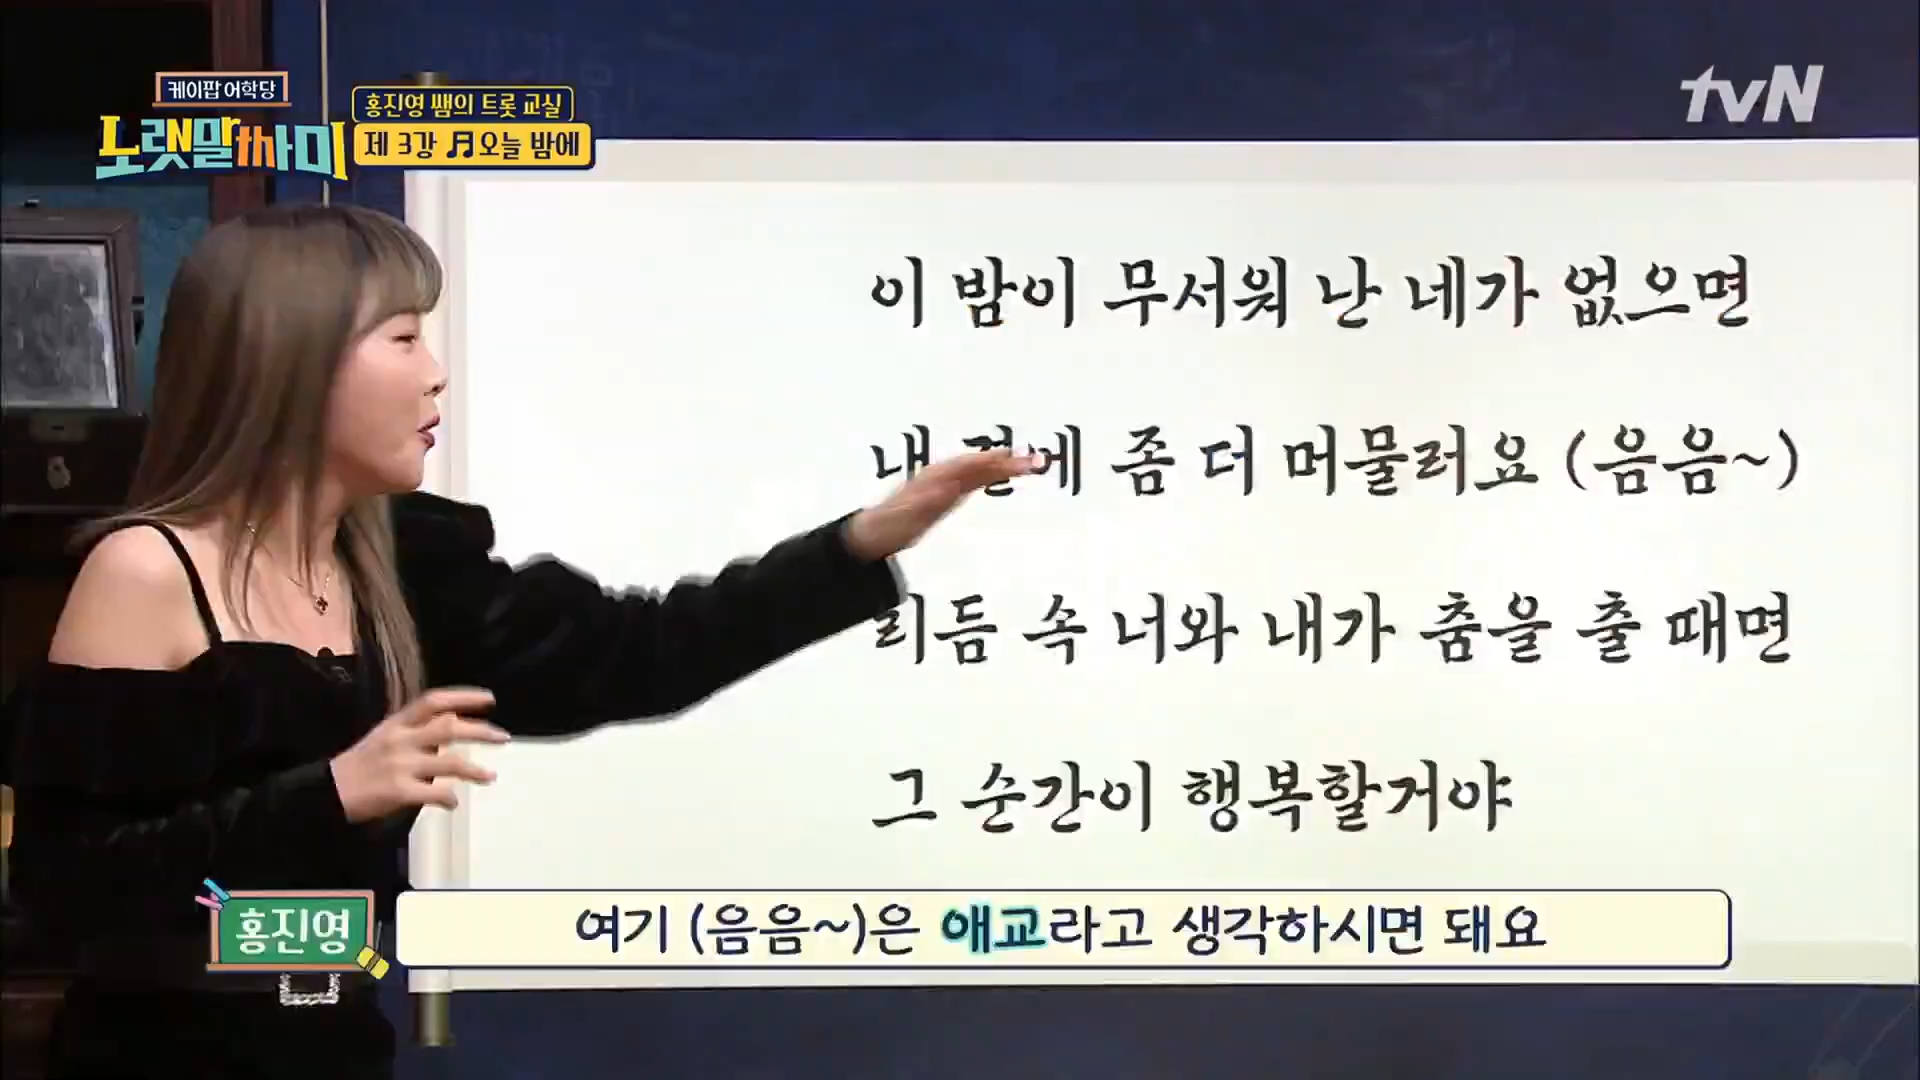 케이팝 어학당
노랫말싸미
홍진영 쌤의 트롯 교실
제 3강 ♬오늘 밤에
tvN
이 밤이 무서워 난 네가 없으면
내 곁에 좀 더 머물러요 (음음~)
리듬 속 너와 내가 춤을 출 때면
그 순간이 행복할거야
홍진영
여기 (음음~)은 애교라고 생각하시면 돼요